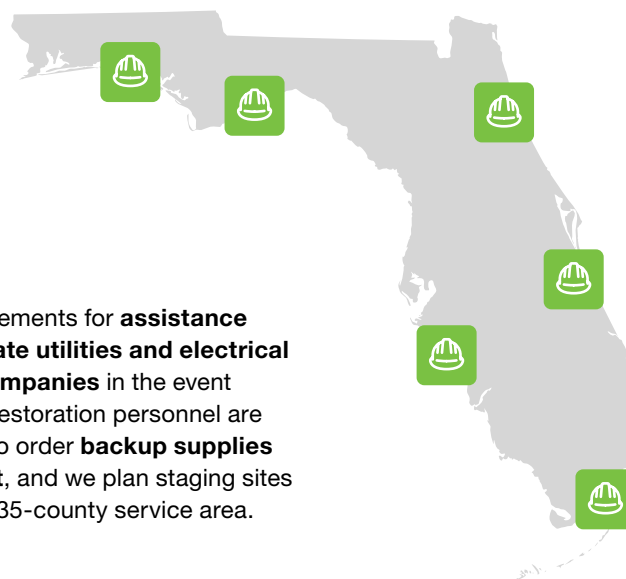 ements for assistance
ate utilities and electrical
ompanies in the event
estoration personnel are
o order backup supplies
t, and we plan staging sites
35-county service area.